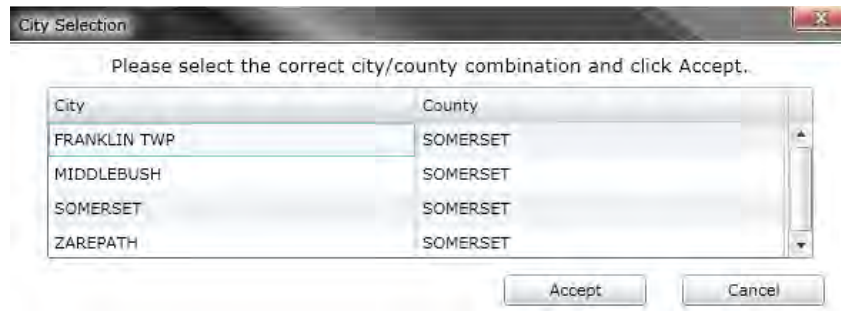 City Selection
Please select the correct city/county combination and click Accept.
City County
FRANKLIN TWP SOMERSET
MIDDLEBUSH SOMERSET
SOMERSET SOMERSET
ZAREPATH SOMERSET
Accept Cancel